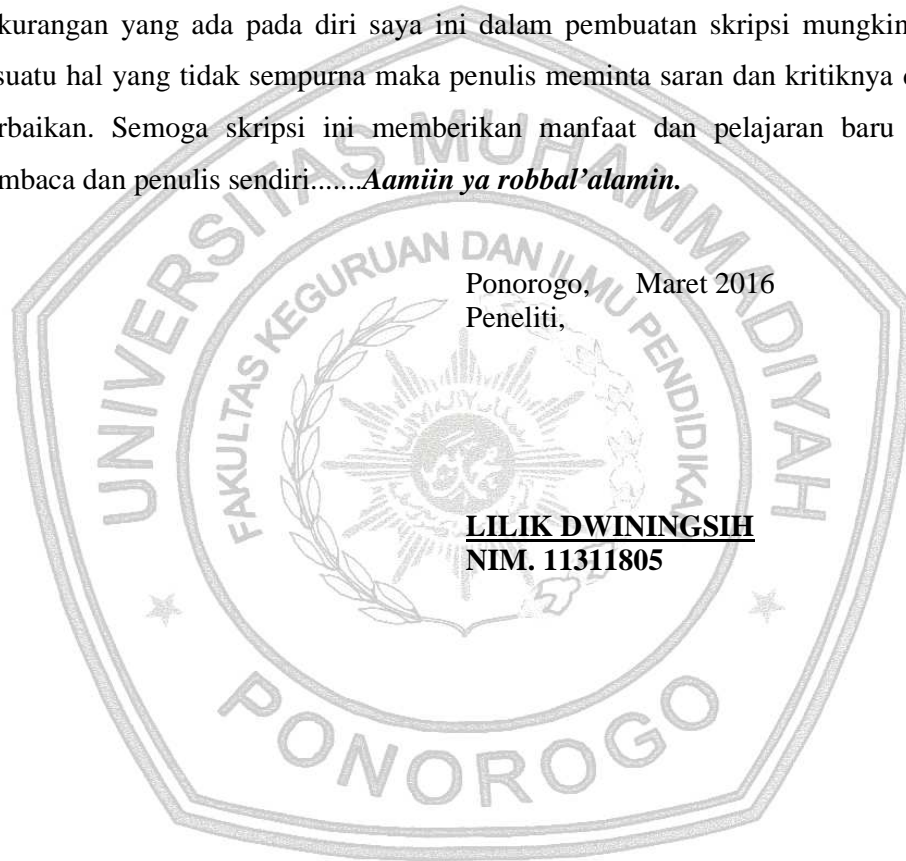 kurangan yang ada pada diri saya ini dalam pembuatan skripsi mungkin
suatu hal yang tidak sempurna maka penulis meminta saran dan kritiknya
rbaikan. Semoga skripsi ini memberikan manfaat dan pelajaran baru
mbaca dan penulis sendiri.......Aamiin ya robbal’alamin.
Ponorogo, Maret 2016
Peneliti,
LILIK DWININGSIH
NIM. 11311805
UNIVERSITAS MUHAMMADIYAH
FAKULTAS KEGURUAN DAN ILMU PENDIDIKAN
PONOROGO